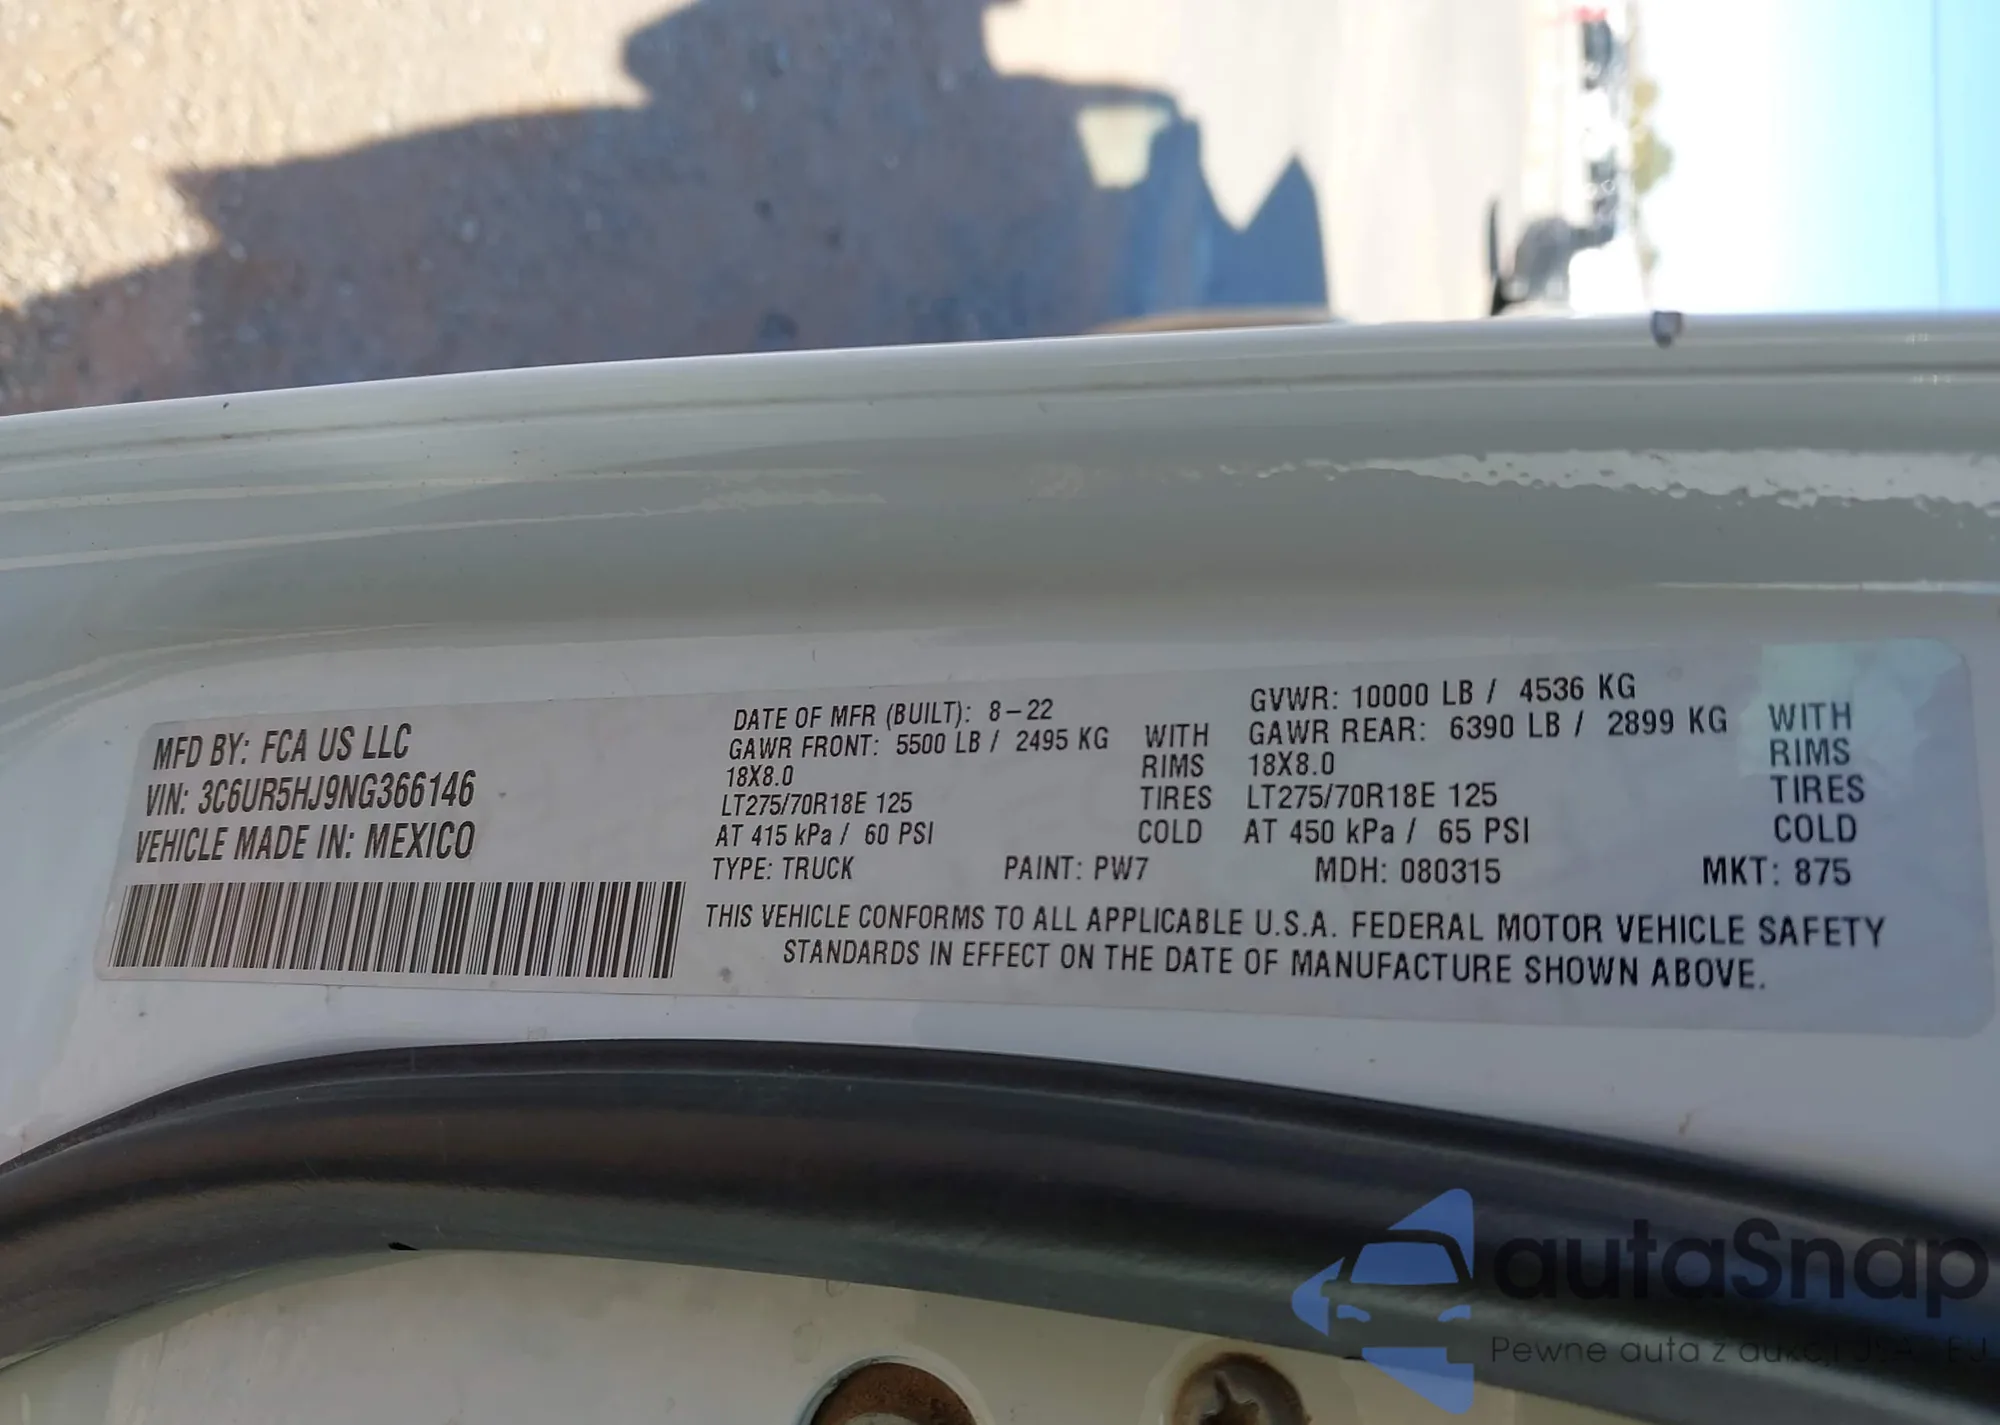 MFD BY: FCA US LLC
VIN: 3C6UR5HJ9NG366146
VEHICLE MADE IN: MEXICO
DATE OF MFR (BUILT): 8-22 GVWR: 10000 LB / 4536 KG
GAWR FRONT: 5500 LB / 2495 KG WITH GAWR REAR: 6390 LB / 2899 KG WITH
18X8.0 RIMS 18X8.0 RIMS
LT275/70R18E 125 TIRES LT275/70R18E 125 TIRES
AT 415 kPa / 60 PSI COLD AT 450 kPa / 65 PSI COLD
TYPE: TRUCK PAINT: PW7 MDH: 080315 MKT: 875
THIS VEHICLE CONFORMS TO ALL APPLICABLE U.S.A. FEDERAL MOTOR VEHICLE SAFETY
STANDARDS IN EFFECT ON THE DATE OF MANUFACTURE SHOWN ABOVE.
autaSnap
Pewne auta z aukcji